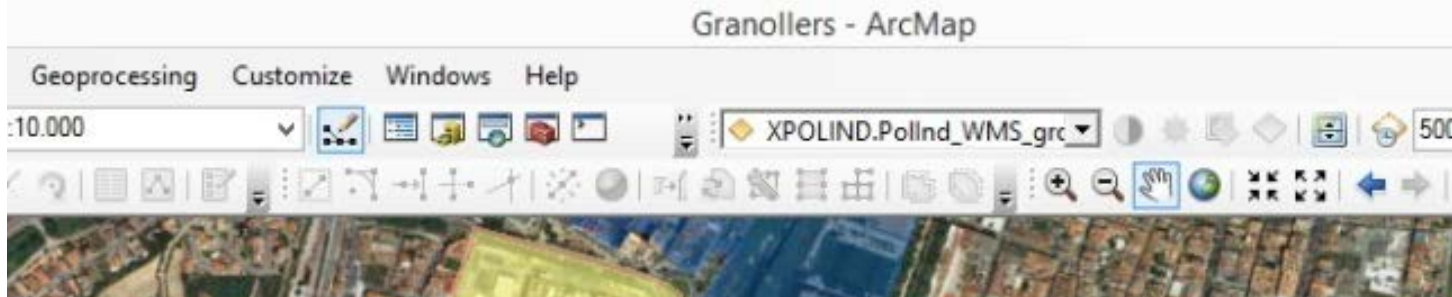 Granollers - ArcMap
Geoprocessing Customize Windows Help
:10.000 XPOLIND.PolInd_WMS_grc 500